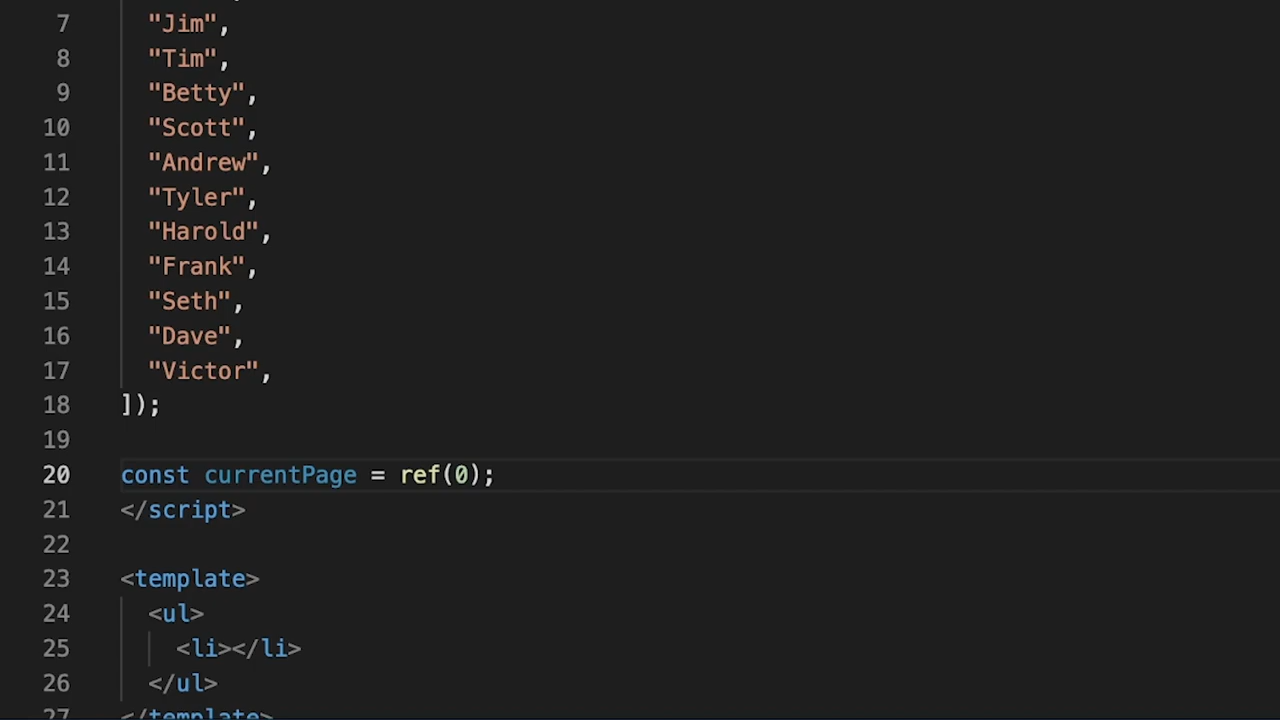 7 "Jim",
8 "Tim",
9 "Betty",
10 "Scott",
11 "Andrew",
12 "Tyler",
13 "Harold",
14 "Frank",
15 "Seth",
16 "Dave",
17 "Victor",
18 ]);
19
20 const currentPage = ref(0);
21 </script>
22
23 <template>
24 <ul>
25 <li></li>
26 </ul>
27 </template>